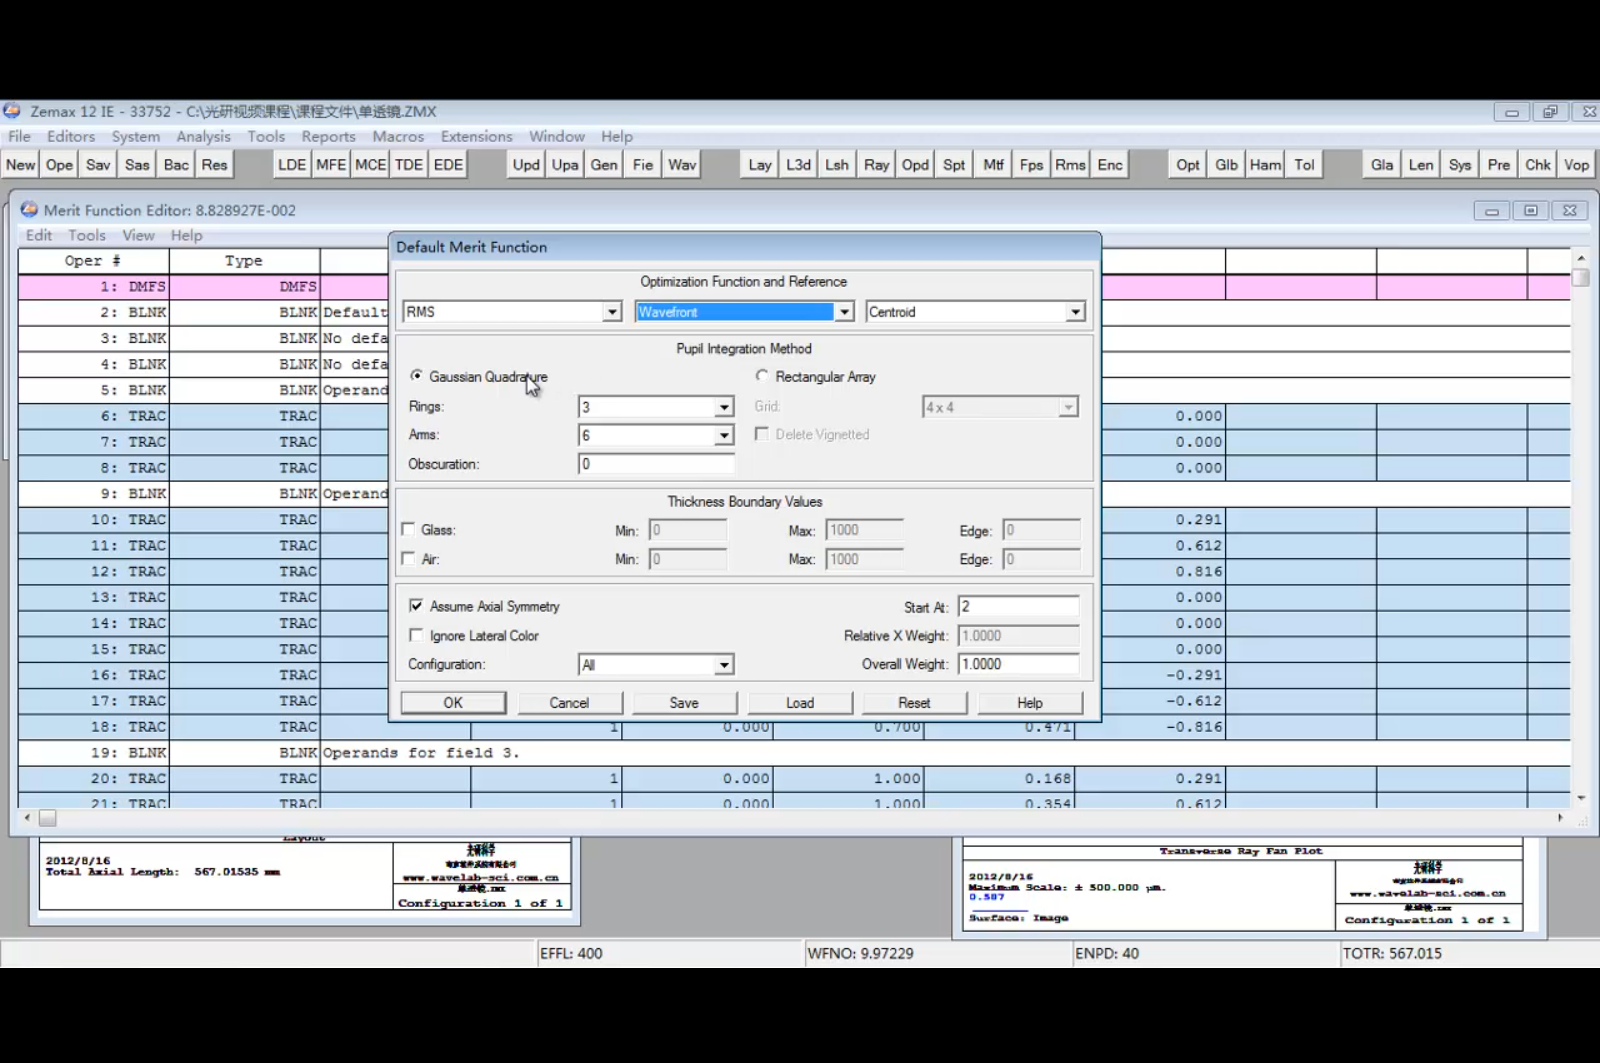 Zemax 12 IE - 33752 - C:\光研视频课程\课程文件\单透镜.ZMX
File Editors System Analysis Tools Reports Macros Extensions Window Help
New Ope Sav Sas Bac Res LDE MFE MCE TDE EDE Upd Upa Gen Fie Wav Lay L3d Lsh Ray Opd Spt Mtf Fps Rms Enc Opt Glb Ham Tol Gla Len Sys Pre Chk Vop
Merit Function Editor: 8.828927E-002
Edit Tools View Help
Oper # Type
1: DMFS DMFS
2: BLNK BLNK Default
3: BLNK BLNK No defa
4: BLNK BLNK No defa
5: BLNK BLNK Operand
6: TRAC TRAC 0.000
7: TRAC TRAC 0.000
8: TRAC TRAC 0.000
9: BLNK BLNK Operand
10: TRAC TRAC 0.291
11: TRAC TRAC 0.612
12: TRAC TRAC 0.816
13: TRAC TRAC 0.000
14: TRAC TRAC 0.000
15: TRAC TRAC 0.000
16: TRAC TRAC -0.291
17: TRAC TRAC -0.612
18: TRAC TRAC 1 0.000 0.700 0.471 -0.816
19: BLNK BLNK Operands for field 3.
20: TRAC TRAC 1 0.000 1.000 0.168 0.291
21: TRAC TRAC 1 0.000 1.000 0.354 0.612
Default Merit Function
Optimization Function and Reference
RMS Wavefront Centroid
Pupil Integration Method
Gaussian Quadrature Rectangular Array
Rings: 3 Grid: 4 x 4
Arms: 6 Delete Vignetted
Obscuration: 0
Thickness Boundary Values
Glass: Min: 0 Max: 1000 Edge: 0
Air: Min: 0 Max: 1000 Edge: 0
Assume Axial Symmetry Start At: 2
Ignore Lateral Color Relative X Weight: 1.0000
Configuration: All Overall Weight: 1.0000
OK Cancel Save Load Reset Help
Layout
2012/8/16
Total Axial Length: 567.01535 mm
光研科学
www.wavelab-sci.com.cn
单透镜.zmx
Configuration 1 of 1
Transverse Ray Fan Plot
2012/8/16
Maximum Scale: ± 500.000 µm.
0.587
Surface: Image
光研科学
www.wavelab-sci.com.cn
单透镜.zmx
Configuration 1 of 1
EFFL: 400 WFNO: 9.97229 ENPD: 40 TOTR: 567.015